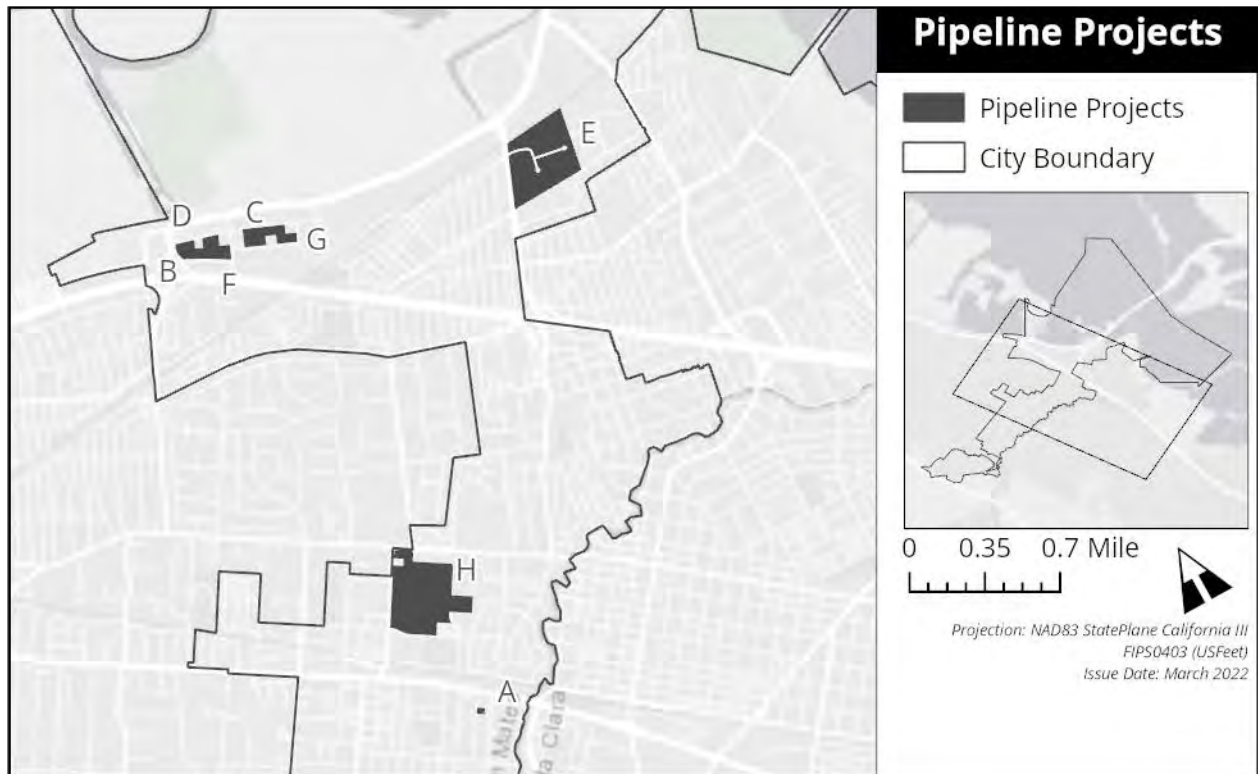 Pipeline Projects
Pipeline Projects
City Boundary
E
D
C
G
B
F
H
A
0 0.35 0.7 Mile
Projection: NAD83 StatePlane California III
FIPS0403 (USFeet)
Issue Date: March 2022